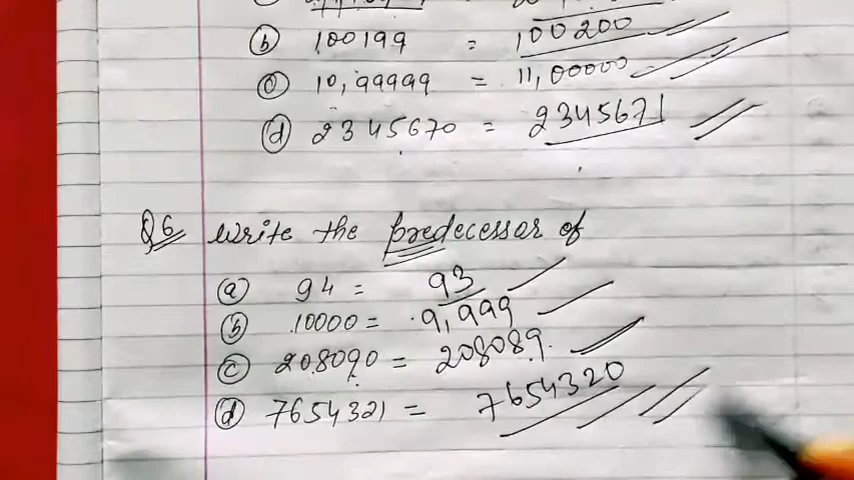 (b) 100199 = 100200
(c) 10,99999 = 11,00000
(d) 2345670 = 2345671
Q6 Write the predecessor of
(a) 94 = 93
(b) 10000 = 9,999
(c) 208090 = 208089
(d) 7654321 = 7654320